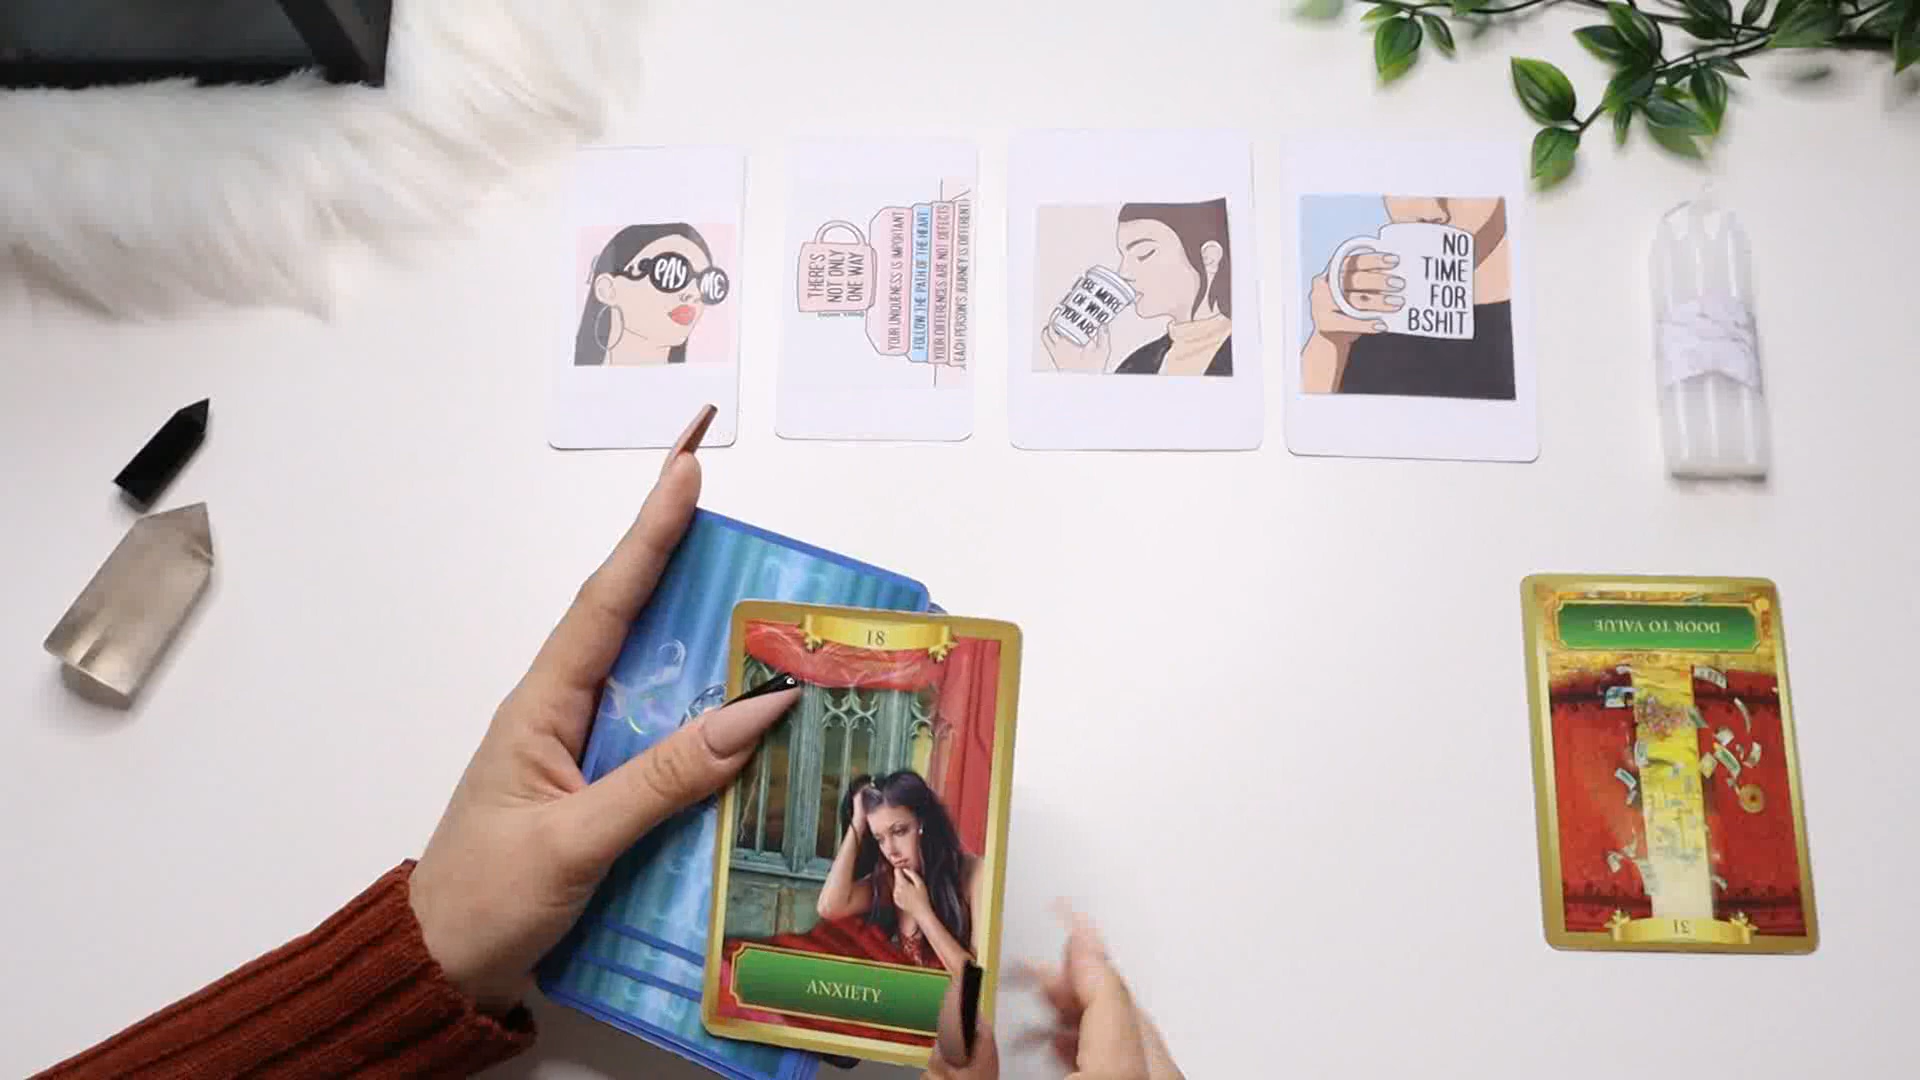 PAY
ME
THERE'S
NOT ONLY
ONE WAY
YOUR UNIQUENESS IS IMPORTANT
FOLLOW THE PATH OF THE HEART
YOUR DIFFERENCES ARE NOT DEFECTS
EACH PERSON'S JOURNEY IS DIFFERENT
BE MORE
OF WHO
YOU ARE
NO
TIME
FOR
BSHIT
18
ANXIETY
DOOR TO VALUE
31